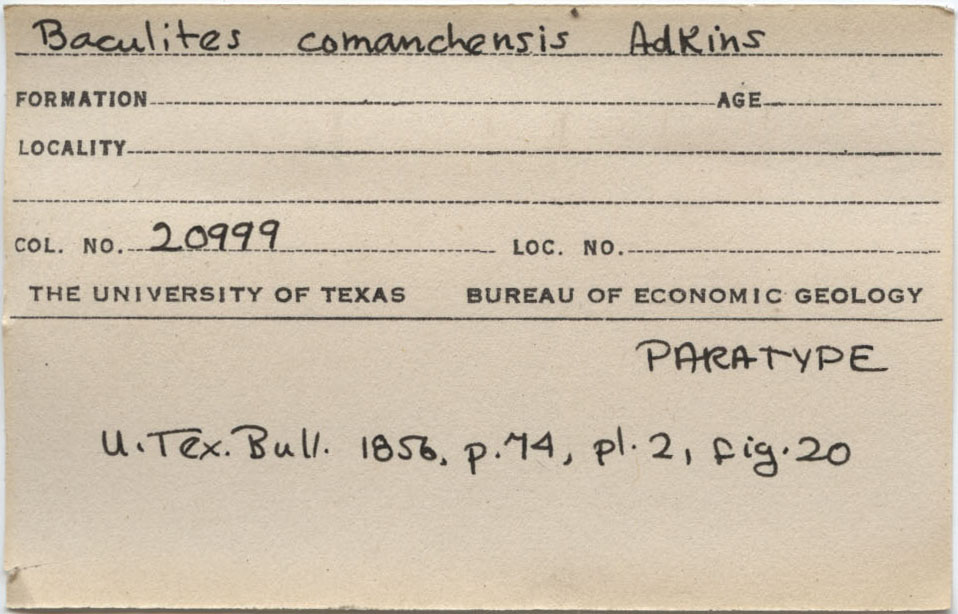 Baculites comanchensis Adkins
FORMATION AGE
LOCALITY
COL. NO. 20999 LOC. NO.
THE UNIVERSITY OF TEXAS BUREAU OF ECONOMIC GEOLOGY
PARATYPE
U. Tex. Bull. 1856, p. 74, pl. 2, fig. 20